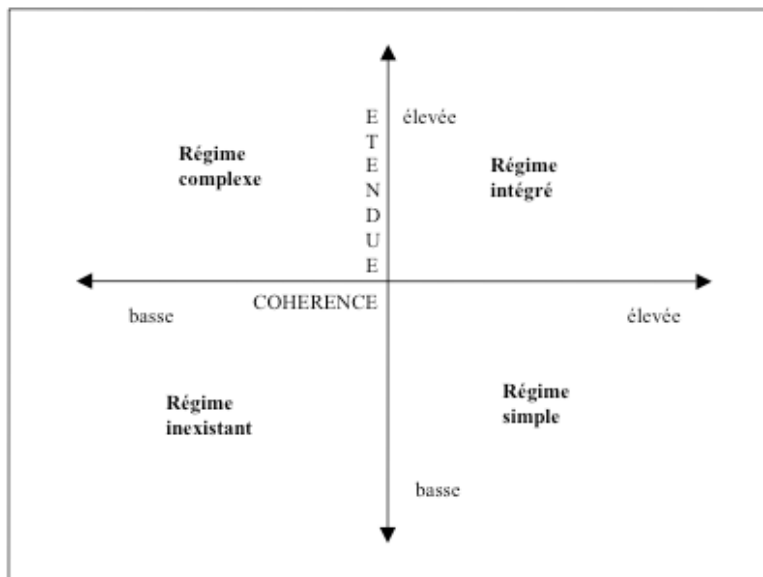 E
T
E
N
D
U
E
élevée
Régime
complexe
Régime
intégré
COHERENCE
basse
élevée
Régime
inexistant
Régime
simple
basse